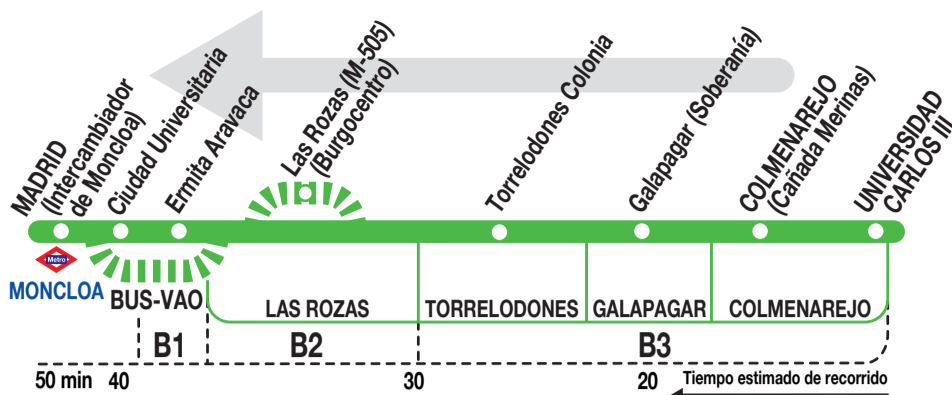 MADRID
(Intercambiador
de Moncloa)
Ciudad Universitaria
Ermita Aravaca
Las Rozas (M-505)
(Burgocentro)
Torrelodones Colonia
Galapagar (Soberanía)
COLMENAREJO
(Cañada Merinas)
UNIVERSIDAD
CARLOS III
Metro
MONCLOA
BUS-VAO
LAS ROZAS
TORRELODONES
GALAPAGAR
COLMENAREJO
B1
B2
B3
50 min
40
30
20
Tiempo estimado de recorrido